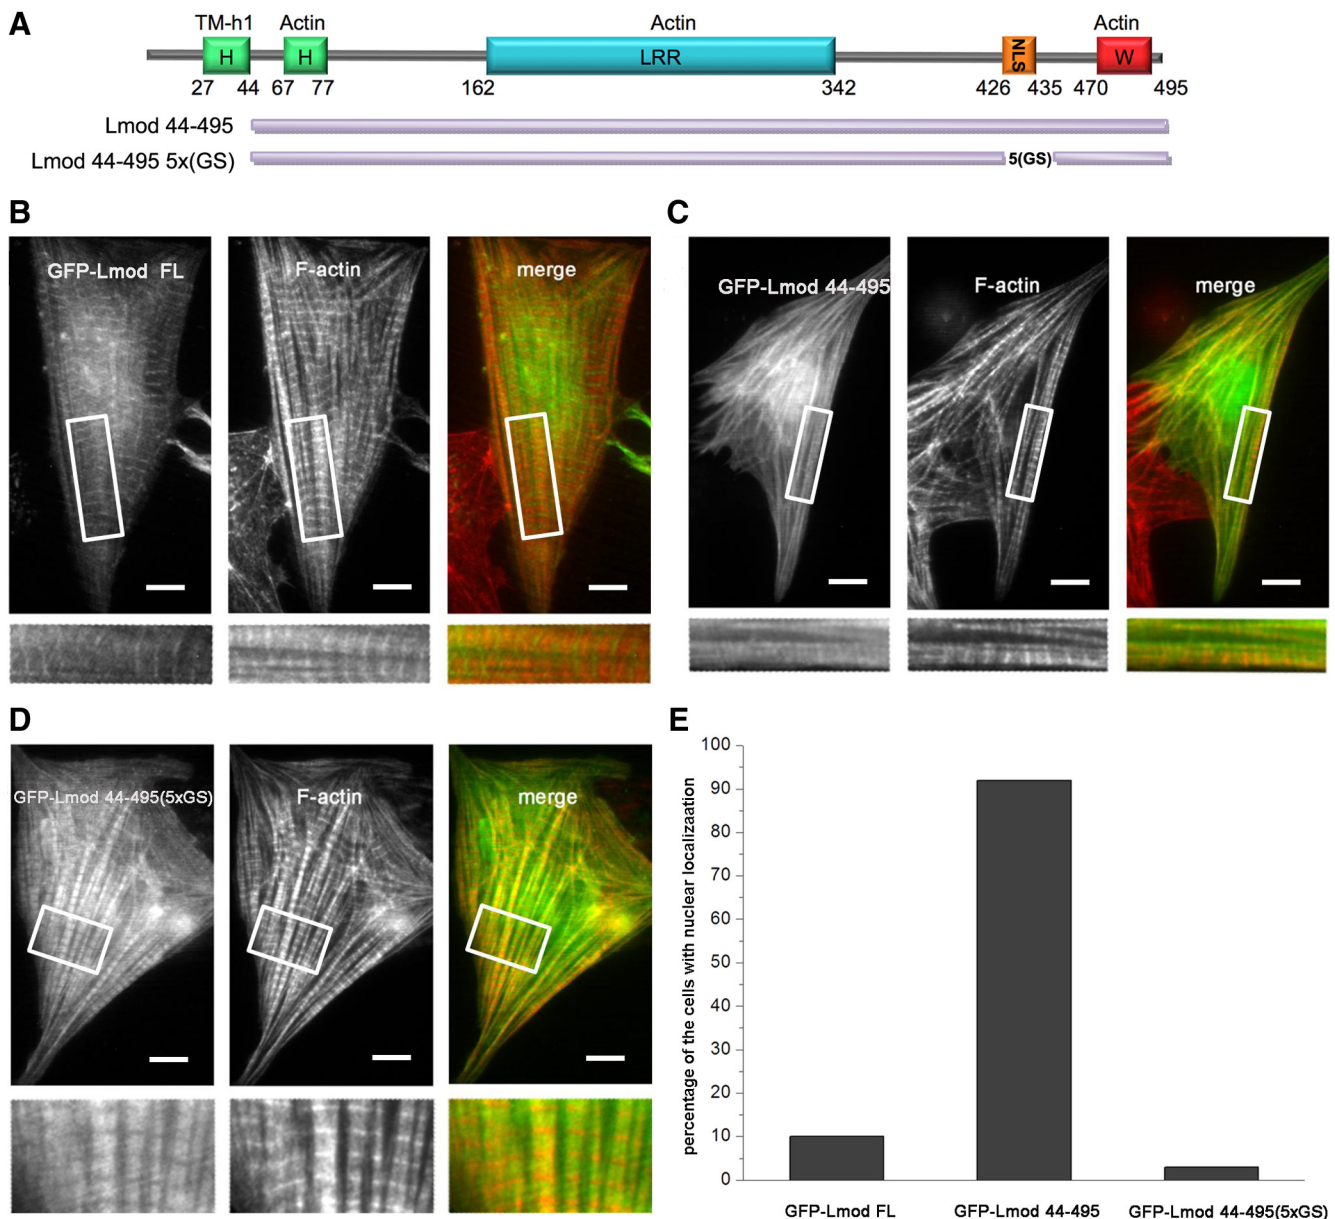 A
TM-h1 Actin Actin Actin
H H LRR NLS W
27 44 67 77 162 342 426 435 470 495
Lmod 44-495
Lmod 44-495 5x(GS) 5(GS)
B
GFP-Lmod FL F-actin merge
C
GFP-Lmod 44-495 F-actin merge
D
GFP-Lmod 44-495(5xGS) F-actin merge
E
percentage of the cells with nuclear localizaation
100
90
80
70
60
50
40
30
20
10
0
GFP-Lmod FL GFP-Lmod 44-495 GFP-Lmod 44-495(5xGS)